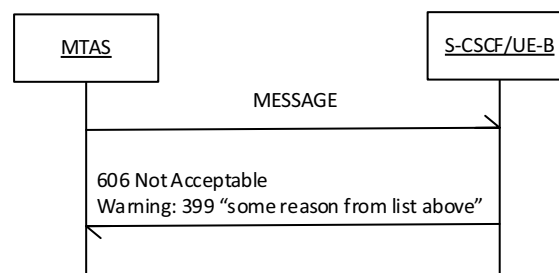 MTAS
S-CSCF/UE-B
MESSAGE
606 Not Acceptable
Warning: 399 “some reason from list above”